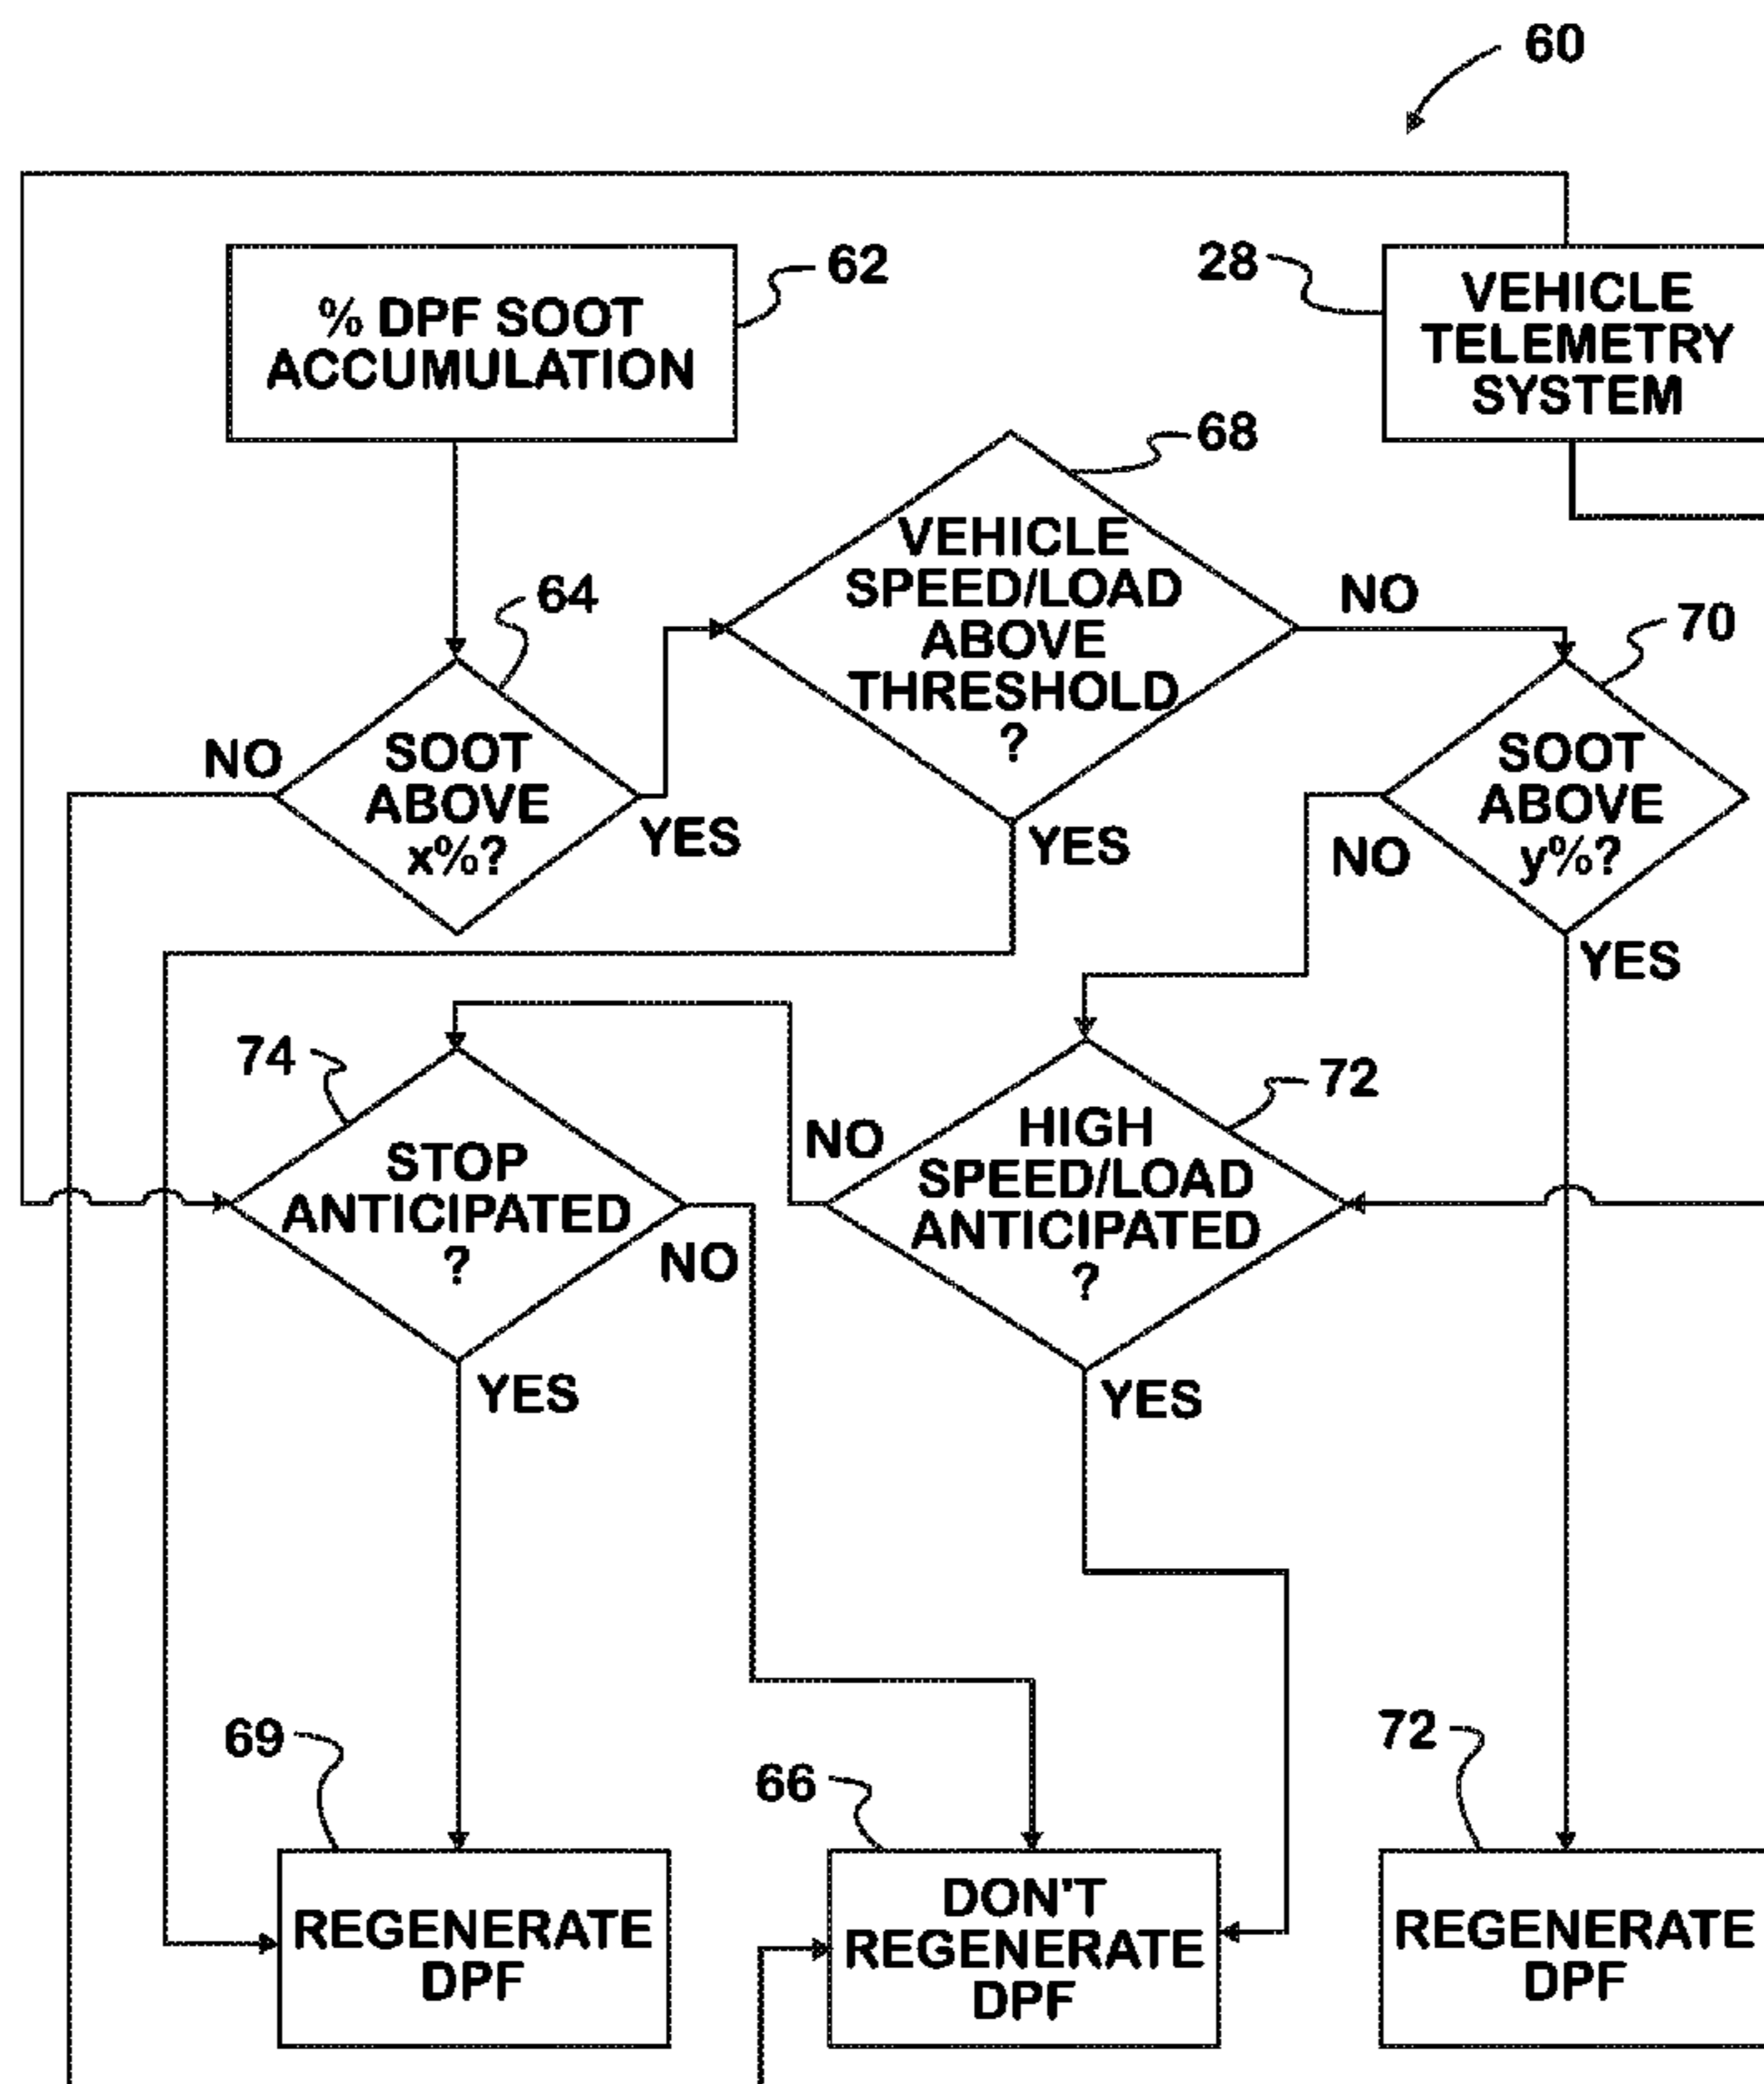 60
62
28
% DPF SOOT
ACCUMULATION
VEHICLE
TELEMETRY
SYSTEM
68
VEHICLE
SPEED/LOAD
ABOVE
THRESHOLD
?
NO
64
70
NO
SOOT
ABOVE
x%?
YES
YES
NO
SOOT
ABOVE
y%?
YES
74
72
STOP
ANTICIPATED
?
NO
NO
HIGH
SPEED/LOAD
ANTICIPATED
?
YES
YES
69
66
72
REGENERATE
DPF
DON'T
REGENERATE
DPF
REGENERATE
DPF